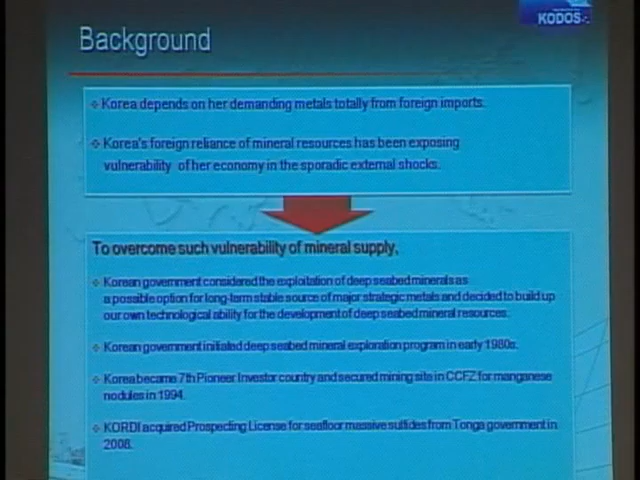 KODOS
Background
Korea depends on her demanding metals totally from foreign imports.
Korea's foreign reliance of mineral resources has been exposing
vulnerability of her economy in the sporadic external shocks.
To overcome such vulnerability of mineral supply,
Korean government considered the exploitation of deep seabed minerals as
a possible option for long-term stable source of major strategic metals and decided to build up
our own technological ability for the development of deep seabed mineral resources.
Korean government initiated deep seabed mineral exploration program in early 1980s.
Korea became 7th Pioneer Investor country and secured mining site in CCFZ for manganese
nodules in 1994.
KORDI acquired Prospecting License for seafloor massive sulfides from Tonga government in
2008.